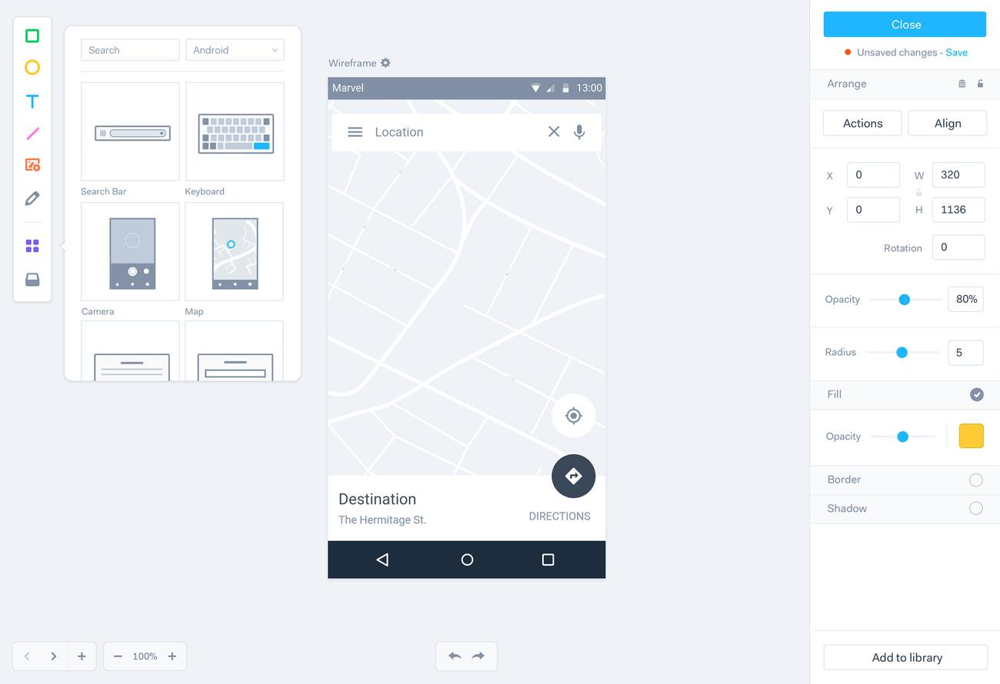 Search
Android
Search Bar
Keyboard
Camera
Map
100%
Wireframe
Marvel
13:00
Location
Destination
The Hermitage St.
DIRECTIONS
Close
Unsaved changes - Save
Arrange
Actions
Align
X 0 W 320
Y 0 H 1136
Rotation 0
Opacity 80%
Radius 5
Fill
Opacity
Border
Shadow
Add to library